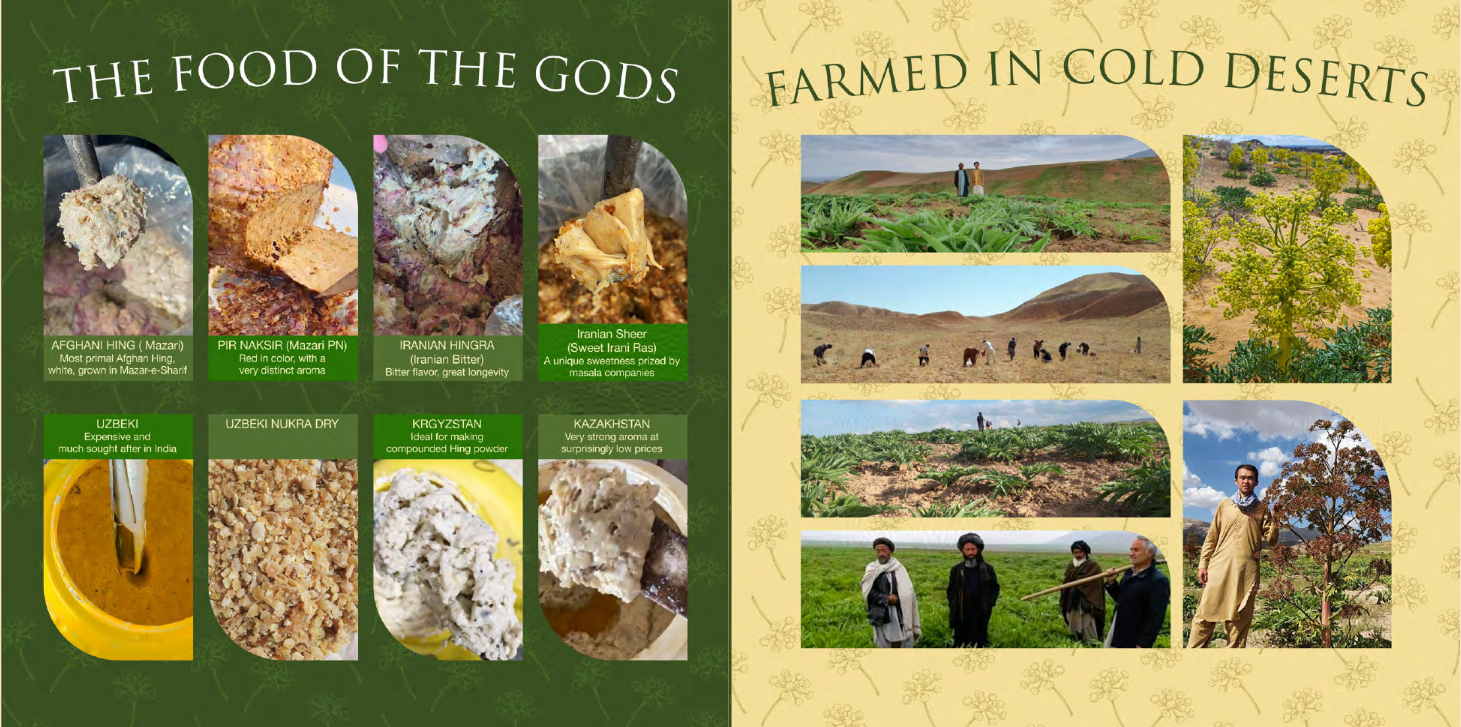 THE FOOD OF THE GODS
AFGHANI HING ( Mazari)
Most primal Afghan Hing,
white, grown in Mazar-e-Sharif
PIR NAKSIR (Mazari PN)
Red in color, with a
very distinct aroma
IRANIAN HINGRA
(Iranian Bitter)
Bitter flavor, great longevity
Iranian Sheer
(Sweet Irani Ras)
A unique sweetness prized by
masala companies
UZBEKI
Expensive and
much sought after in India
UZBEKI NUKRA DRY
KRGYZSTAN
Ideal for making
compounded Hing powder
KAZAKHSTAN
Very strong aroma at
surprisingly low prices
FARMED IN COLD DESERTS